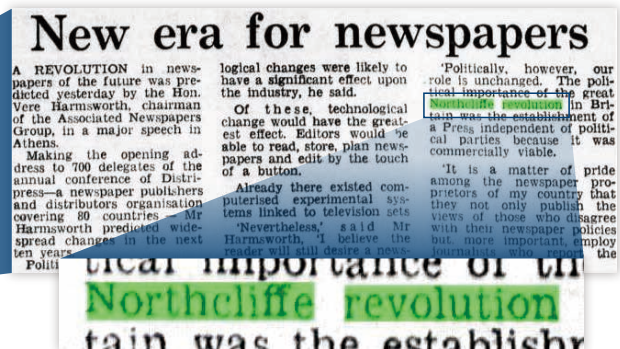 New era for newspapers
A REVOLUTION in news-
papers of the future was pre-
dicted yesterday by the Hon.
Vere Harmsworth, chairman
of the Associated Newspapers
Group, in a major speech in
Athens.
Making the opening ad-
dress to 700 delegates of the
annual conference of Distri-
press—a newspaper publishers
and distributors organisation
covering 80 countries — Mr
Harmsworth predicted wide-
spread changes in the next
ten years
Politi
logical changes were likely to
have a significant effect upon
the industry, he said.
Of these, technological
change would have the great-
est effect. Editors would be
able to read, store, plan news-
papers and edit by the touch
of a button.
Already there existed com-
puterised experimental sys-
tems linked to television sets
'Nevertheless,' said Mr
Harmsworth, 'I believe the
reader will still desire a news-
'Politically, however, our
role is unchanged. The poli-
tical importance of the great
Northcliffe revolution in Bri-
tain was the establishment of
a Press independent of politi-
cal parties because it was
commercially viable.
'It is a matter of pride
among the newspaper pro-
prietors of my country that
they not only publish the
views of those who disagree
with their newspaper policies
but, more important, employ
journalists who report the
tical importance of th
Northcliffe revolution
tain was the establishr